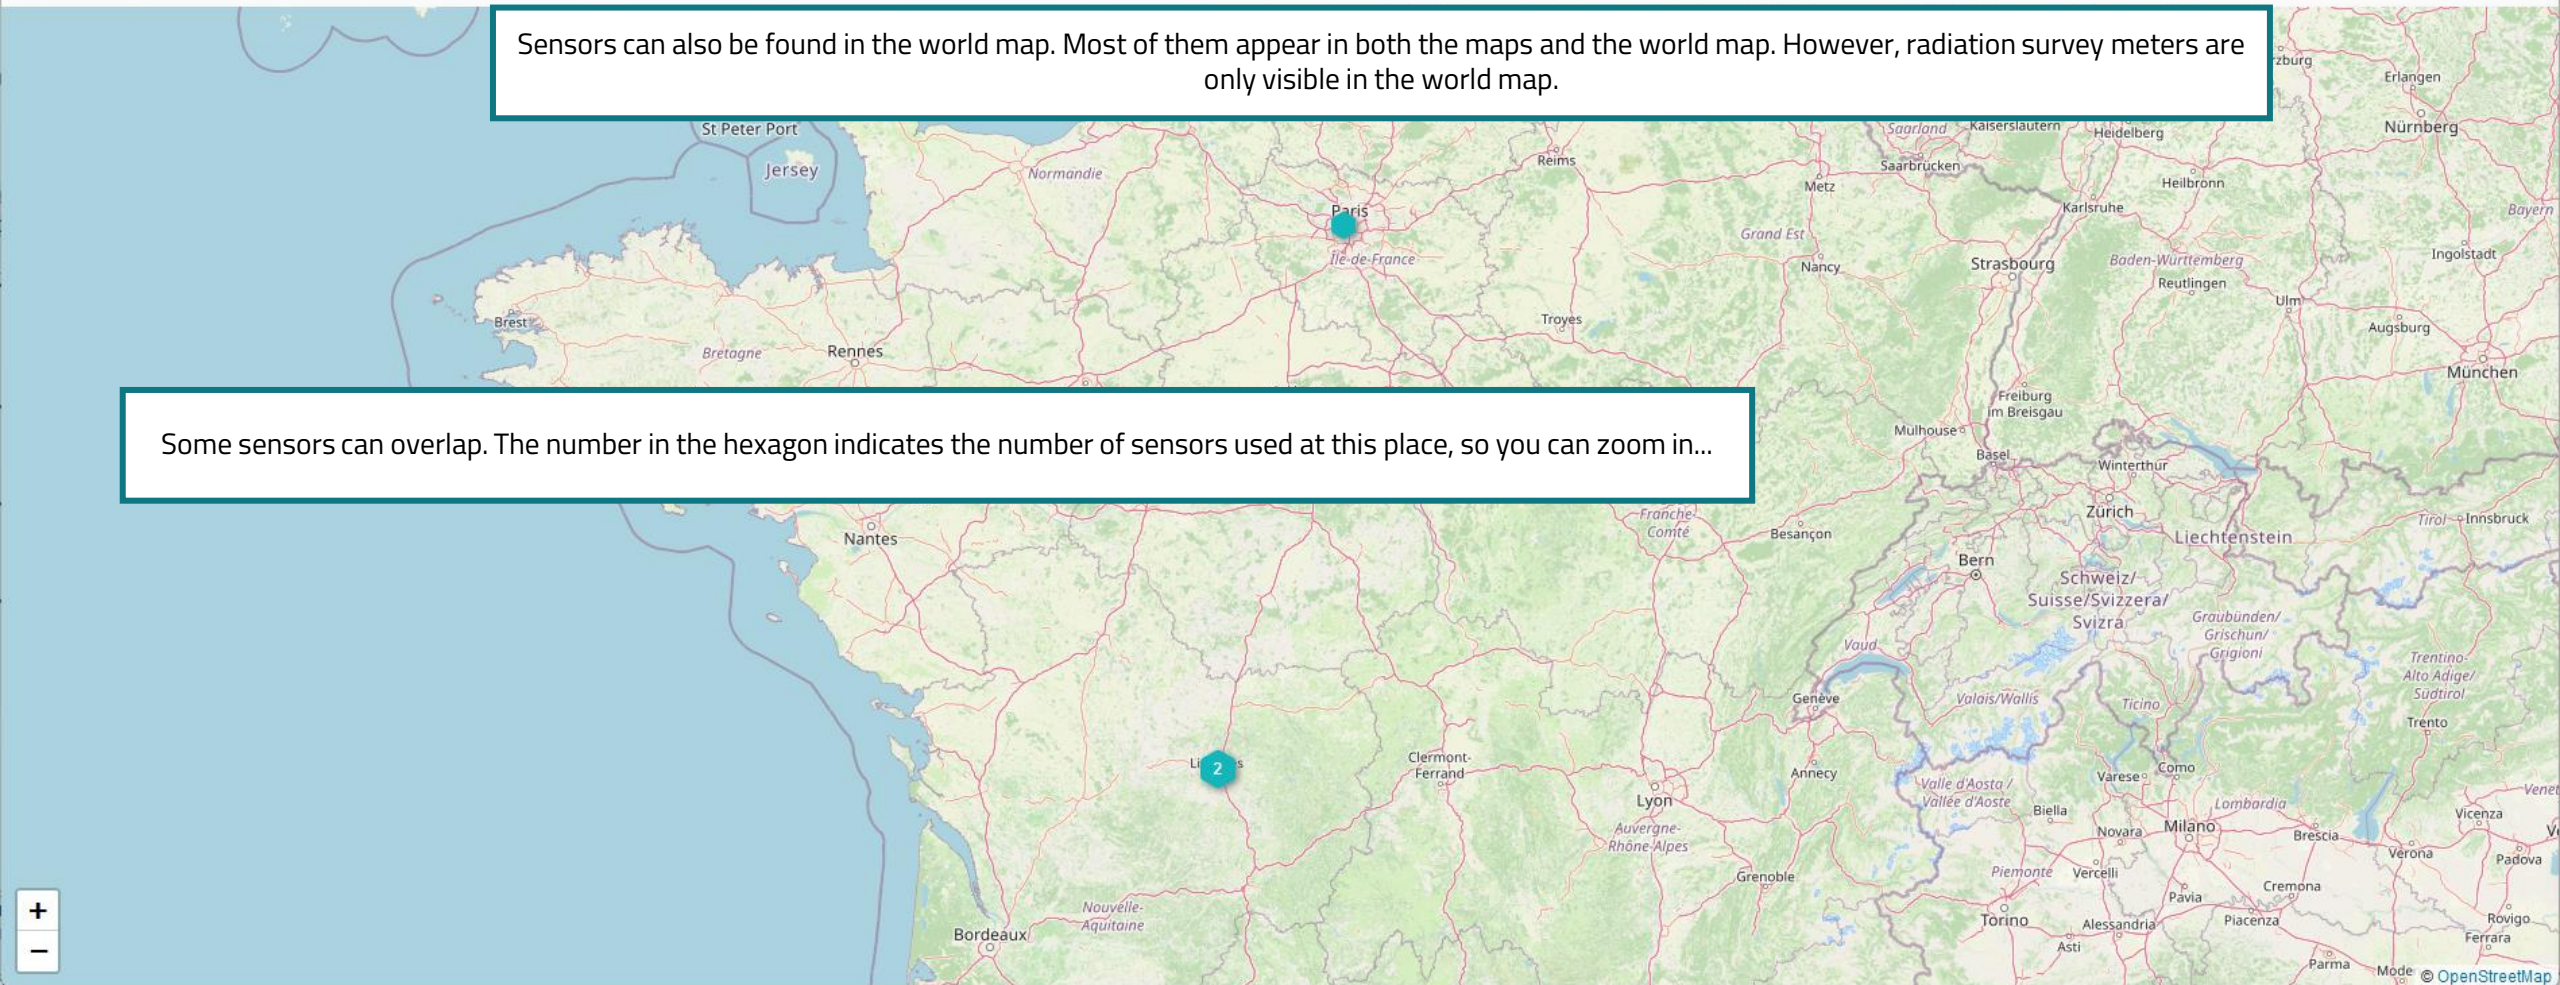 Sensors can also be found in the world map. Most of them appear in both the maps and the world map. However, radiation survey meters are
only visible in the world map.
rzburg
Erlangen
St Peter Port
Saarland
Kaiserslautern
Heidelberg
Nürnberg
Jersey
Normandie
Reims
Metz
Saarbrücken
Heilbronn
Paris
Karlsruhe
Bayern
Île-de-France
Grand Est
Nancy
Strasbourg
Baden-Württemberg
Ingolstadt
Reutlingen
Ulm
Brest
Troyes
Augsburg
Bretagne
Rennes
München
Freiburg
im Breisgau
Some sensors can overlap. The number in the hexagon indicates the number of sensors used at this place, so you can zoom in...
Mulhouse
Basel
Winterthur
Nantes
Franche-
Comté
Besançon
Zürich
Tirol
Innsbruck
Liechtenstein
Bern
Schweiz/
Suisse/Svizzera/
Svizra
Graubünden/
Grischun/
Grigioni
Vaud
Trentino-
Alto Adige/
Südtirol
Genève
Valais/Wallis
Ticino
Trento
Li
2
s
Clermont-
Ferrand
Annecy
Varese
Como
Valle d'Aosta /
Vallée d'Aoste
Lyon
Biella
Lombardia
Venet
Vicenza
Auvergne-
Rhône-Alpes
Novara
Milano
Brescia
Verona
Padova
Grenoble
Piemonte
Vercelli
Cremona
Pavia
Nouvelle-
Aquitaine
Torino
Alessandria
Piacenza
Rovigo
Bordeaux
Asti
Ferrara
Parma
Mode
+
−
© OpenStreetMap